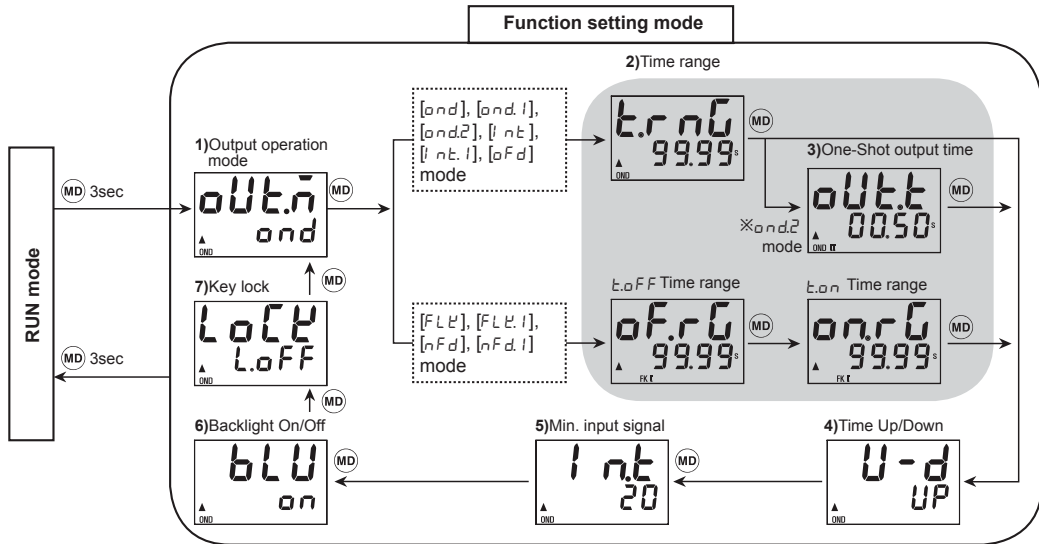 Function setting mode
RUN mode
MD 3sec
MD 3sec
1)Output operation
mode
oUt.m
ond
OND
MD
[ond], [ond.1],
[ond.2], [Int],
[Int.1], [oFd]
mode
2)Time range
t.rnG
99.99s
OND
MD
3)One-Shot output time
oUt.t
00.50s
OND
MD
※ond.2
mode
[FLK], [FLK.1],
[nFd], [nFd.1]
mode
t.oFF Time range
oF.rG
99.99s
FK
MD
t.on Time range
on.rG
99.99s
FK
MD
4)Time Up/Down
U-d
UP
OND
MD
5)Min. input signal
In.t
20
OND
MD
6)Backlight On/Off
bLU
on
OND
MD
7)Key lock
LoCK
L.oFF
OND
MD